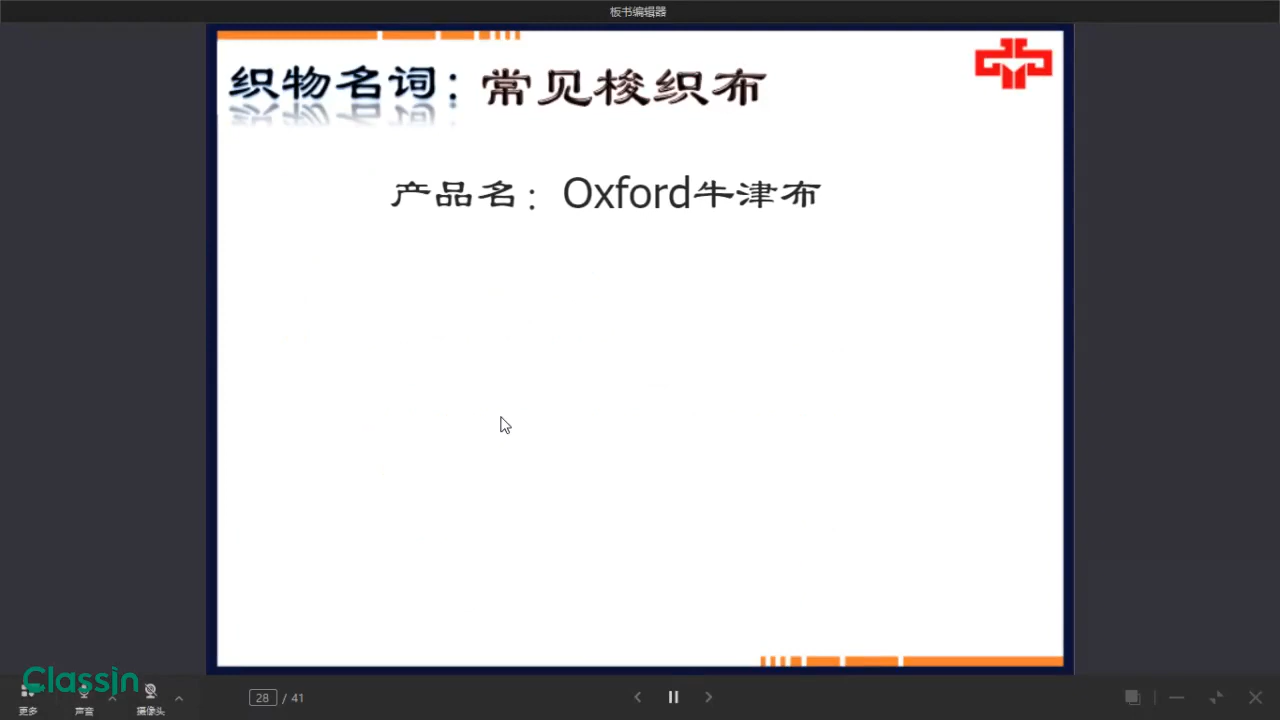 板书编辑器
织物名词：常见梭织布
产品名：Oxford牛津布
ClassIn
更多
声音
摄像头
28 / 41